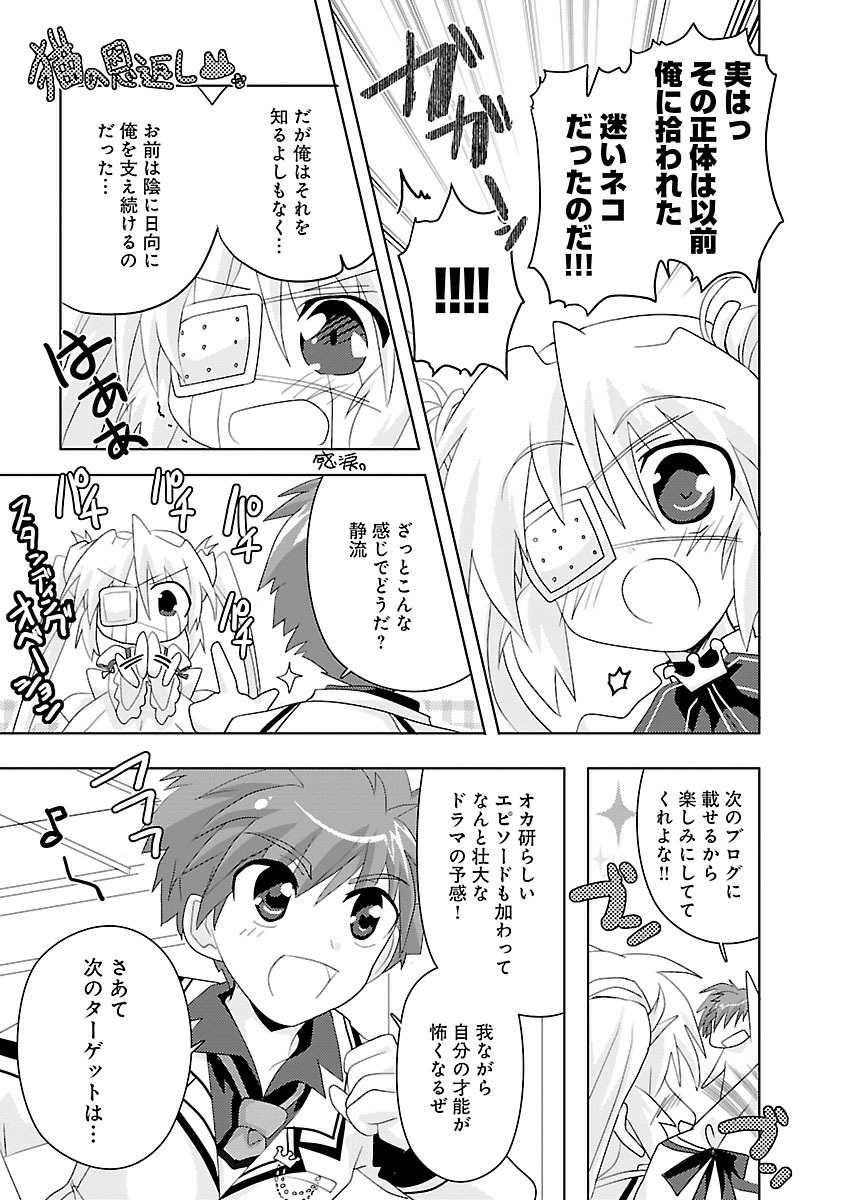 実はっ
その正体は以前
俺に拾われた
迷いネコ
だったのだ!!!
ガガーン
!!!!
猫の恩返し
だが俺はそれを
知るよしもなく…
お前は陰に日向に
俺を支え続けるの
だった…
はぁぁぁ
感涙。
ざっとこんな
感じでどうだ?
静流
パチ
パチ
パチ
パチ
スタンディング
オベーション
次のブログに
載せるから
楽しみにしてて
くれよな!!
ブン
ブン
オカ研らしい
エピソードも加わって
なんと壮大な
ドラマの予感!
我ながら
自分の才能が
怖くなるぜ
さあて
次のターゲットは…